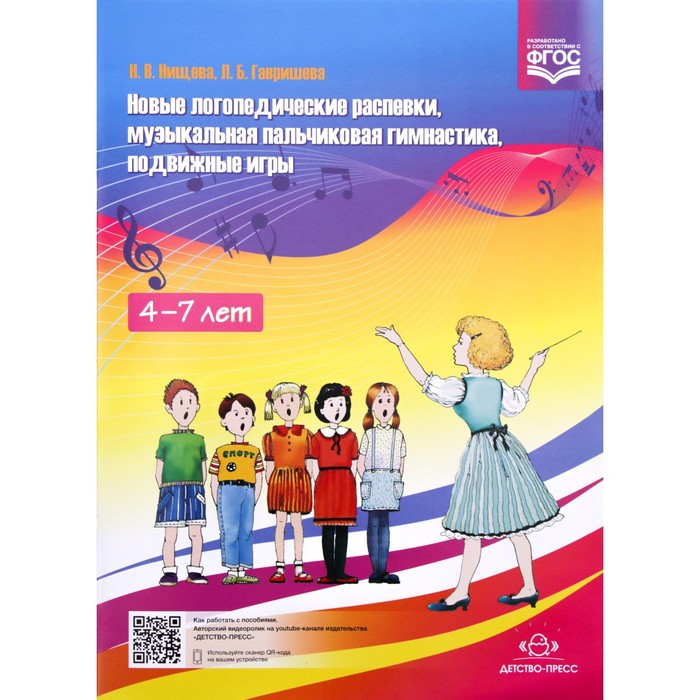 РАЗРАБОТАНО
В СООТВЕТСТВИИ С
ФГОС
Н. В. Нищева, Л. Б. Гавришева
Новые логопедические распевки,
музыкальная пальчиковая гимнастика,
подвижные игры
4–7 лет
СПОРТ
Как работать с пособиями.
Авторский видеоролик на youtube-канале издательства
«ДЕТСТВО-ПРЕСС»
Используйте сканер QR-кода
на вашем устройстве
ДЕТСТВО-ПРЕСС